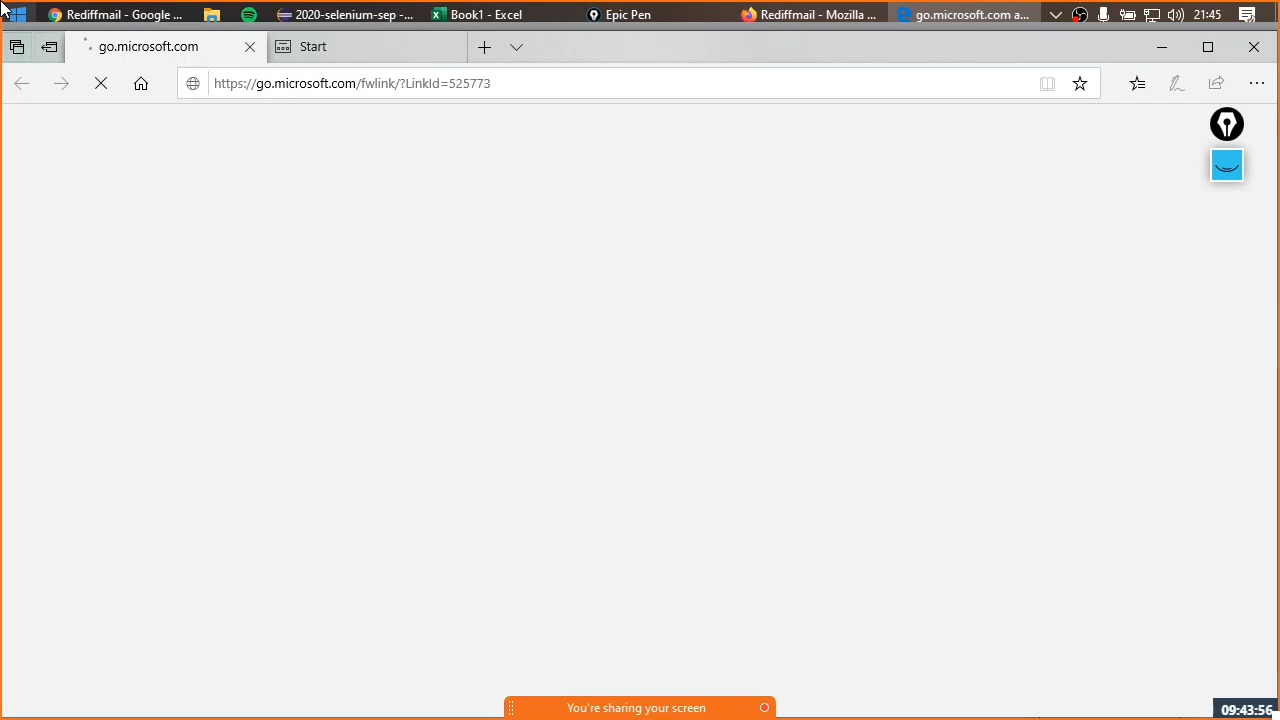 Rediffmail - Google ...
2020-selenium-sep -...
Book1 - Excel
Epic Pen
Rediffmail - Mozilla ...
go.microsoft.com a...
21:45
go.microsoft.com
Start
https://go.microsoft.com/fwlink/?LinkId=525773
You're sharing your screen
09:43:56